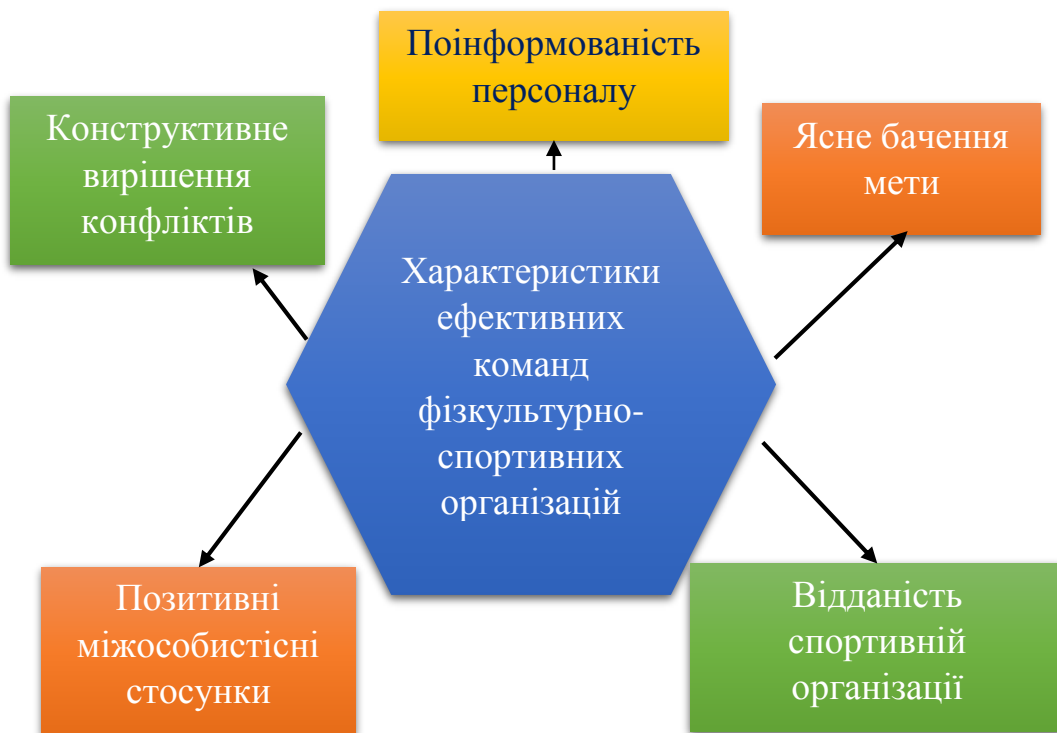 Поінформованість
персоналу
Конструктивне
вирішення
конфліктів
Ясне бачення
мети
Характеристики
ефективних
команд
фізкультурно-
спортивних
організацій
Позитивні
міжособистісні
стосунки
Відданість
спортивній
організації